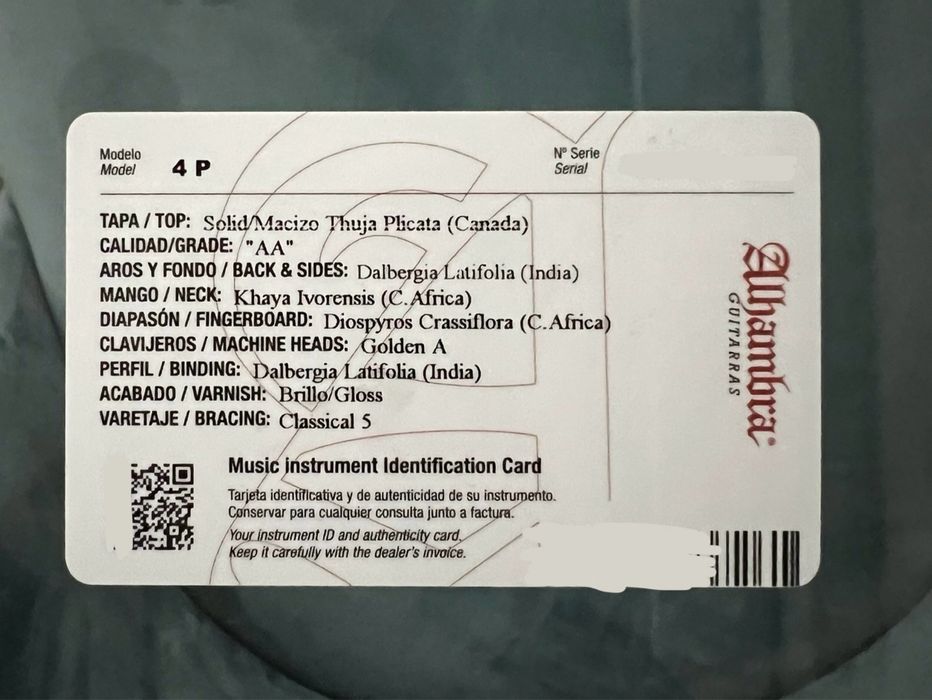 Modelo
Model
4 P
Nº Serie
Serial
TAPA / TOP: Solid/Macizo Thuja Plicata (Canada)
CALIDAD/GRADE: "AA"
AROS Y FONDO / BACK & SIDES: Dalbergia Latifolia (India)
MANGO / NECK: Khaya Ivorensis (C.Africa)
DIAPASÓN / FINGERBOARD: Diospyros Crassiflora (C.Africa)
CLAVIJEROS / MACHINE HEADS: Golden A
PERFIL / BINDING: Dalbergia Latifolia (India)
ACABADO / VARNISH: Brillo/Gloss
VARETAJE / BRACING: Classical 5
Music instrument Identification Card
Tarjeta identificativa y de autenticidad de su instrumento.
Conservar para cualquier consulta junto a factura.
Your instrument ID and authenticity card.
Keep it carefully with the dealer's invoice.
Alhambra®
GUITARRAS